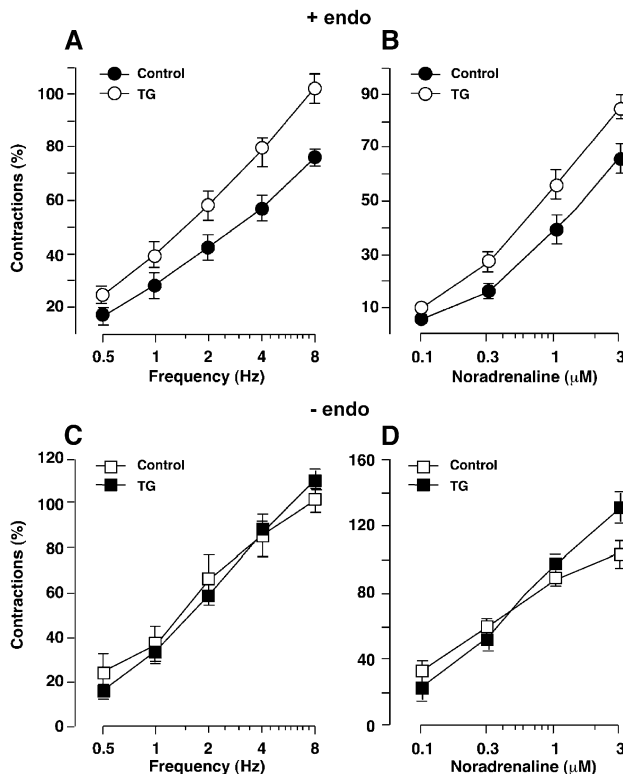 + endo
A
Control
TG
Contractions (%)
100
80
60
40
20
0.5 1 2 4 8
Frequency (Hz)
B
Control
TG
90
70
50
30
10
0.1 0.3 1 3
Noradrenaline (μM)
- endo
C
Control
TG
Contractions (%)
120
100
80
60
40
20
0
0.5 1 2 4 8
Frequency (Hz)
D
Control
TG
160
120
80
40
0
0.1 0.3 1 3
Noradrenaline (μM)